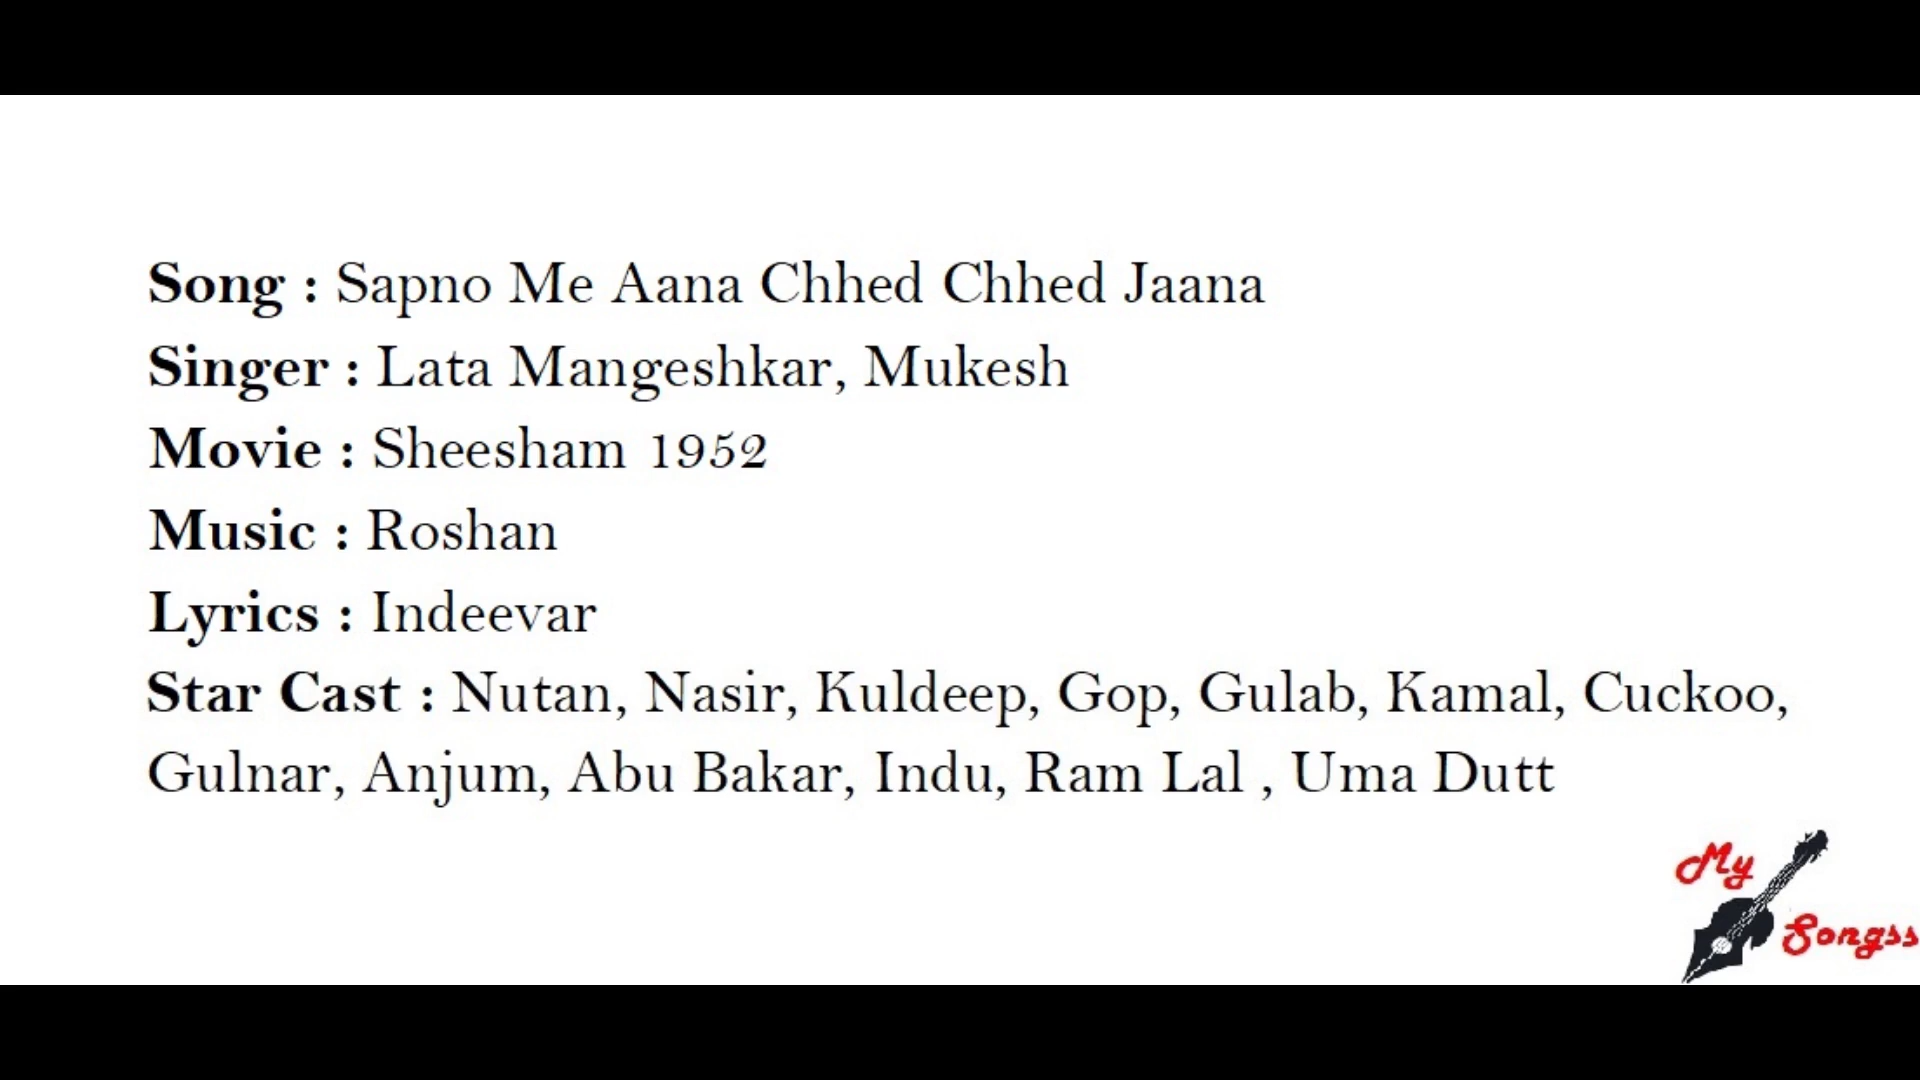 Song : Sapno Me Aana Chhed Chhed Jaana
Singer : Lata Mangeshkar, Mukesh
Movie : Sheesham 1952
Music : Roshan
Lyrics : Indeevar
Star Cast : Nutan, Nasir, Kuldeep, Gop, Gulab, Kamal, Cuckoo,
Gulnar, Anjum, Abu Bakar, Indu, Ram Lal , Uma Dutt
My
Songss